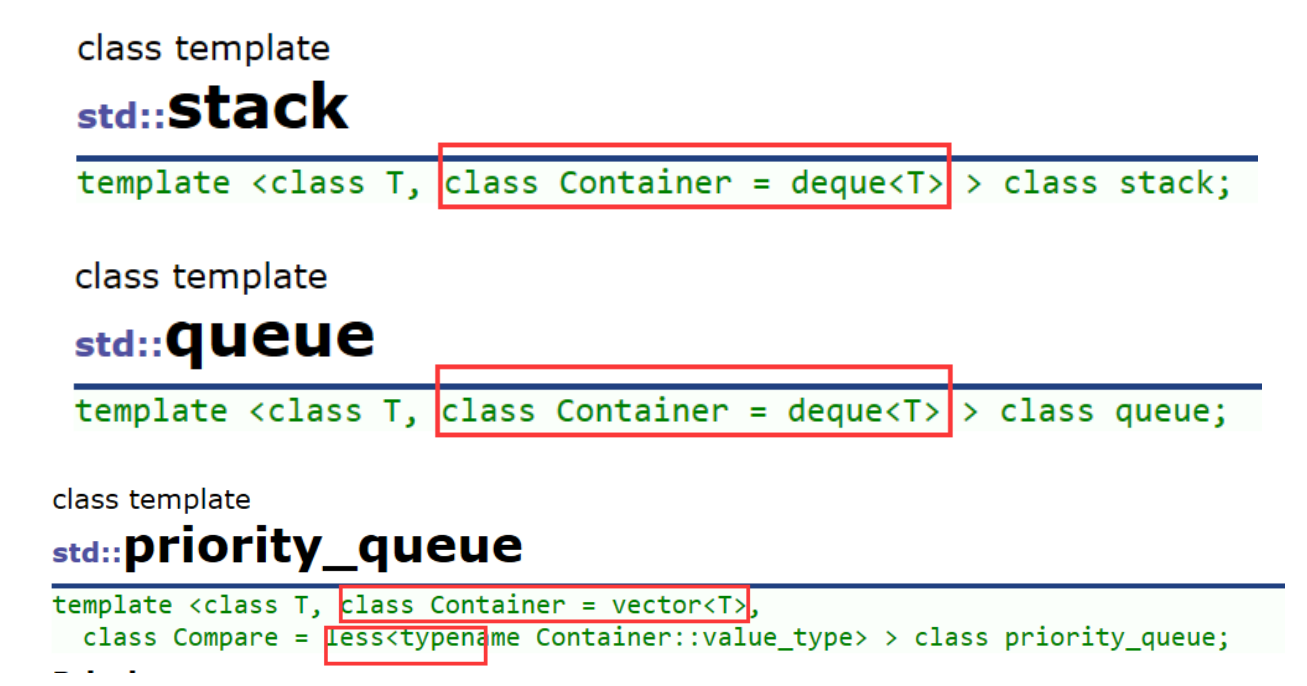 class template
std::stack
template <class T, class Container = deque<T> > class stack;
class template
std::queue
template <class T, class Container = deque<T> > class queue;
class template
std::priority_queue
template <class T, class Container = vector<T>,
class Compare = less<typename Container::value_type> > class priority_queue;